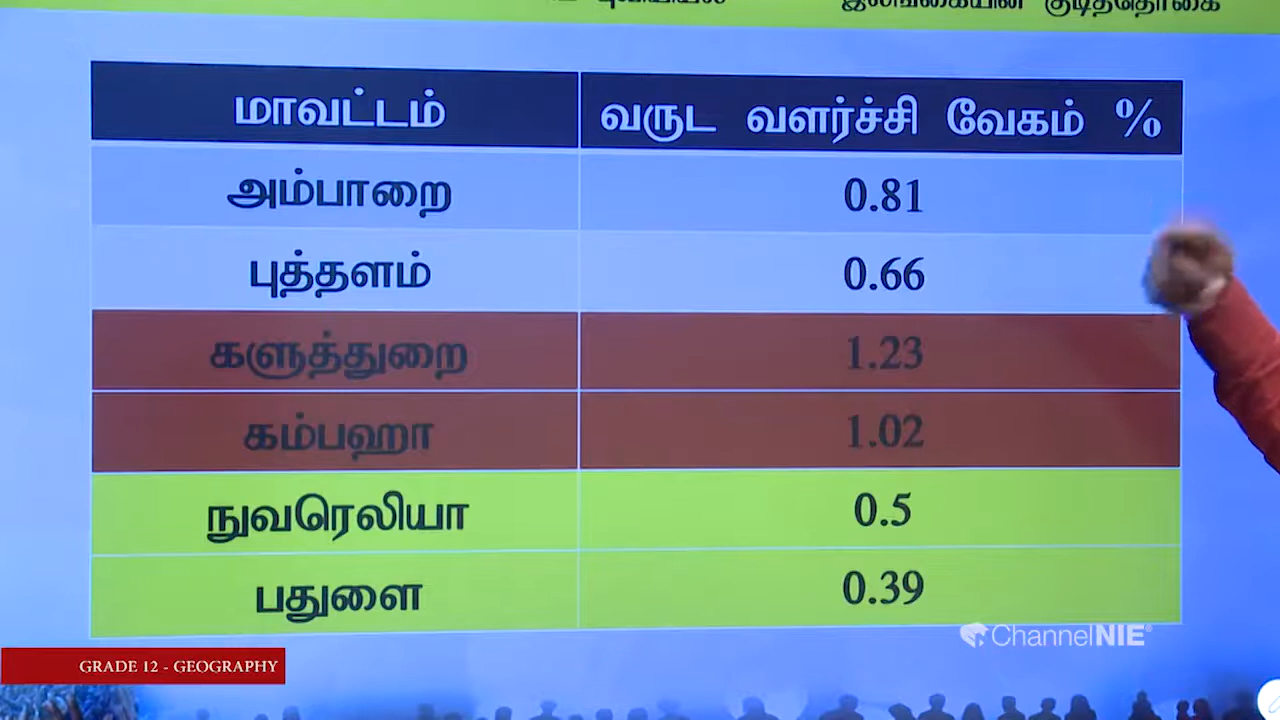 இலங்கையின் குடித்தொகை
மாவட்டம் வருட வளர்ச்சி வேகம் %
அம்பாறை 0.81
புத்தளம் 0.66
களுத்துறை 1.23
கம்பஹா 1.02
நுவரெலியா 0.5
பதுளை 0.39
ChannelNIE
GRADE 12 - GEOGRAPHY